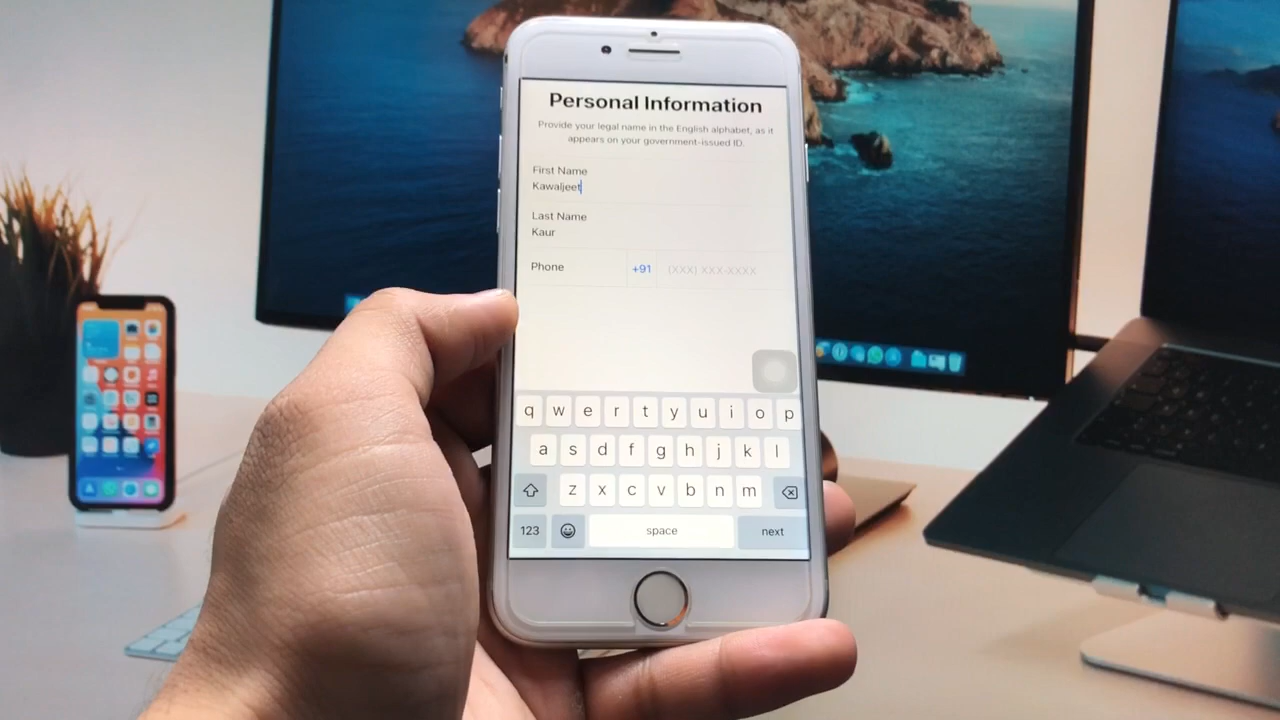 Personal Information
Provide your legal name in the English alphabet, as it
appears on your government-issued ID.
First Name
Kawaljeet
Last Name
Kaur
Phone +91 (XXX) XXX-XXXX
q w e r t y u i o p
a s d f g h j k l
z x c v b n m
123 space next